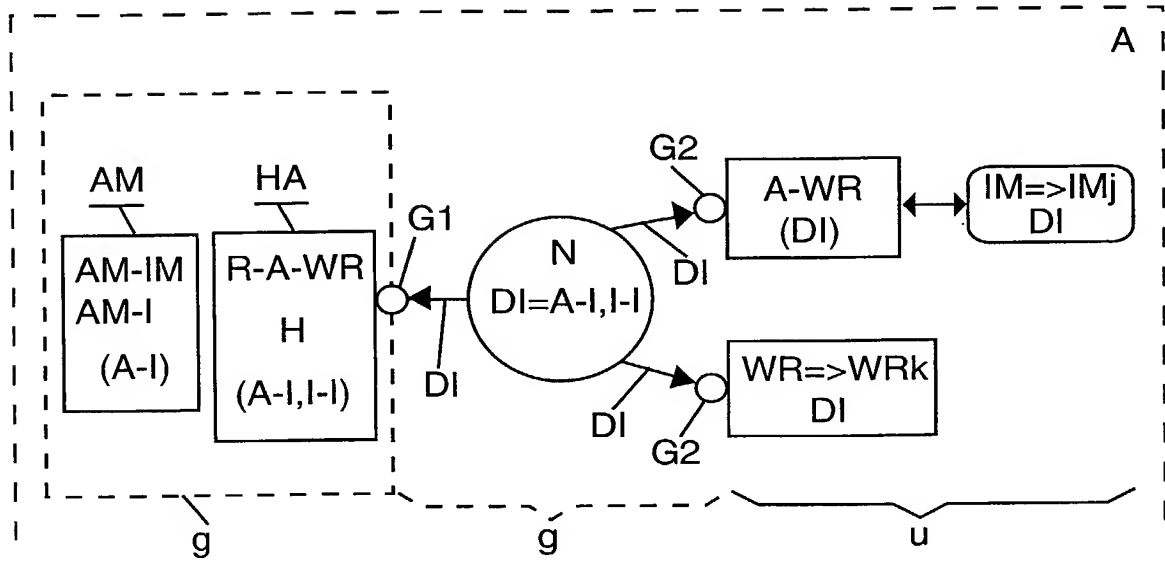 A
AM
HA
AM-IM
AM-I
(A-I)
R-A-WR
H
(A-I,I-I)
G1
DI
N
DI=A-I,I-I
DI
DI
G2
G2
A-WR
(DI)
IM=>IMj
DI
WR=>WRk
DI
g
g
u